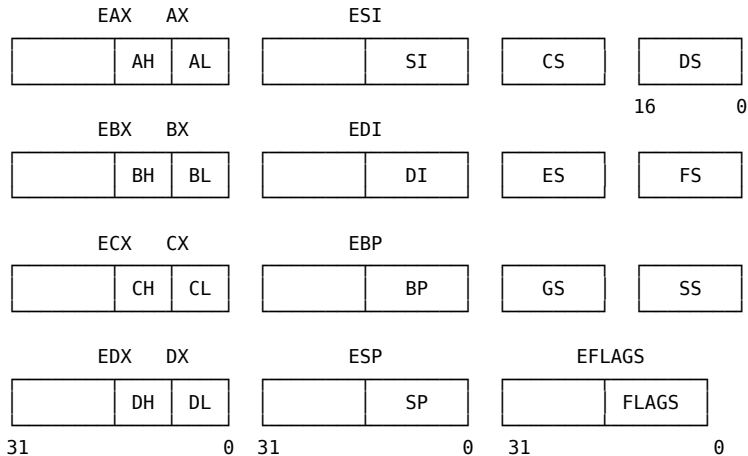 EAX AX ESI
AH AL SI CS DS
16 0
EBX BX EDI
BH BL DI ES FS
ECX CX EBP
CH CL BP GS SS
EDX DX ESP EFLAGS
DH DL SP FLAGS
31 0 31 0 31 0